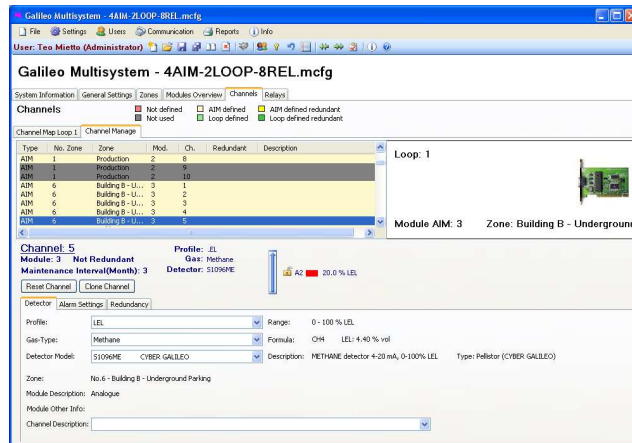 Galileo Multisystem - 4AIM-2LOOP-8REL.mcfg
File Settings Users Communication Reports Info
User: Teo Mietto (Administrator)
Galileo Multisystem - 4AIM-2LOOP-8REL.mcfg
System Information General Settings Zones Modules Overview Channels Relays
Channels
Not defined AIM defined AIM defined redundant
Not used Loop defined Loop defined redundant
Channel Map Loop 1 Channel Manage
Type No. Zone Zone Mod. Ch. Redundant Description
AIM 1 Production 2 8
AIM 1 Production 2 9
AIM 1 Production 2 10
AIM 6 Building B - U... 3 1
AIM 6 Building B - U... 3 2
AIM 6 Building B - U... 3 3
AIM 6 Building B - U... 3 4
AIM 6 Building B - U... 3 5
Loop: 1
Module AIM: 3 Zone: Building B - Undergroun
Channel: 5
Module: 3 Not Redundant
Maintenance Interval(Month): 3
Profile: .EL
Gas: Methane
Detector: S1096ME
A2 20.0 % LEL
Reset Channel Clone Channel
Detector Alarm Settings Redundancy
Profile: LEL Range: 0 - 100 % UEL
Gas-Type: Methane Formula: CH4 LEL: 4.40 % vol
Detector Model: S1096ME CYBER GALILEO Description: METHANE detector 4-20 mA, 0-100% LEL Type: Pellistor (CYBER GALILEO)
Zone: No.6 - Building B - Underground Parking
Module Description: Analogue
Module Other Info:
Channel Description: